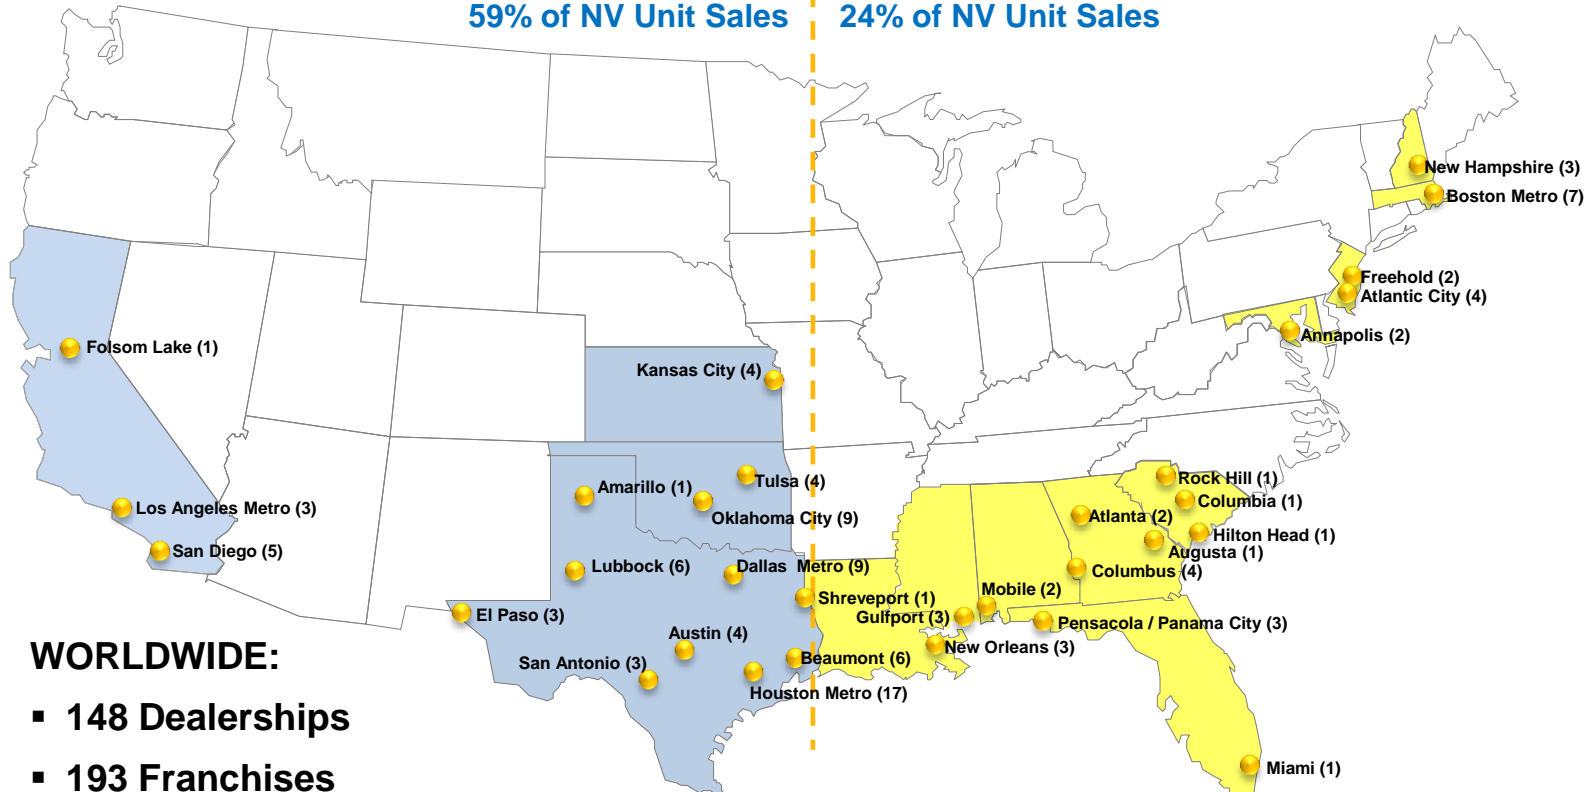 59% of NV Unit Sales
24% of NV Unit Sales
New Hampshire (3)
Boston Metro (7)
Freehold (2)
Atlantic City (4)
Annapolis (2)
Folsom Lake (1)
Kansas City (4)
Los Angeles Metro (3)
San Diego (5)
Amarillo (1)
Tulsa (4)
Oklahoma City (9)
Lubbock (6)
Dallas Metro (9)
El Paso (3)
Austin (4)
San Antonio (3)
Beaumont (6)
Houston Metro (17)
Shreveport (1)
Gulfport (3)
Mobile (2)
New Orleans (3)
Rock Hill (1)
Columbia (1)
Atlanta (2)
Hilton Head (1)
Augusta (1)
Columbus (4)
Pensacola / Panama City (3)
Miami (1)
WORLDWIDE:
▪ 148 Dealerships
▪ 193 Franchises